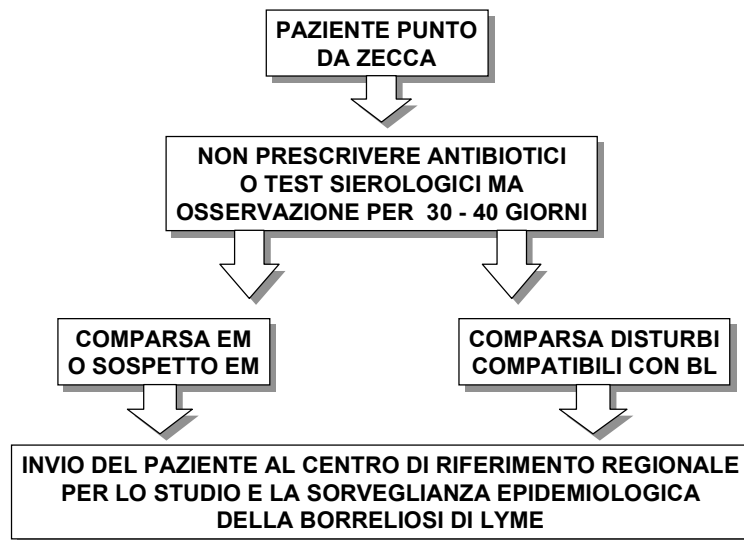 PAZIENTE PUNTO
DA ZECCA
NON PRESCRIVERE ANTIBIOTICI
O TEST SIEROLOGICI MA
OSSERVAZIONE PER 30 - 40 GIORNI
COMPARSA EM
O SOSPETTO EM
COMPARSA DISTURBI
COMPATIBILI CON BL
INVIO DEL PAZIENTE AL CENTRO DI RIFERIMENTO REGIONALE
PER LO STUDIO E LA SORVEGLIANZA EPIDEMIOLOGICA
DELLA BORRELIOSI DI LYME